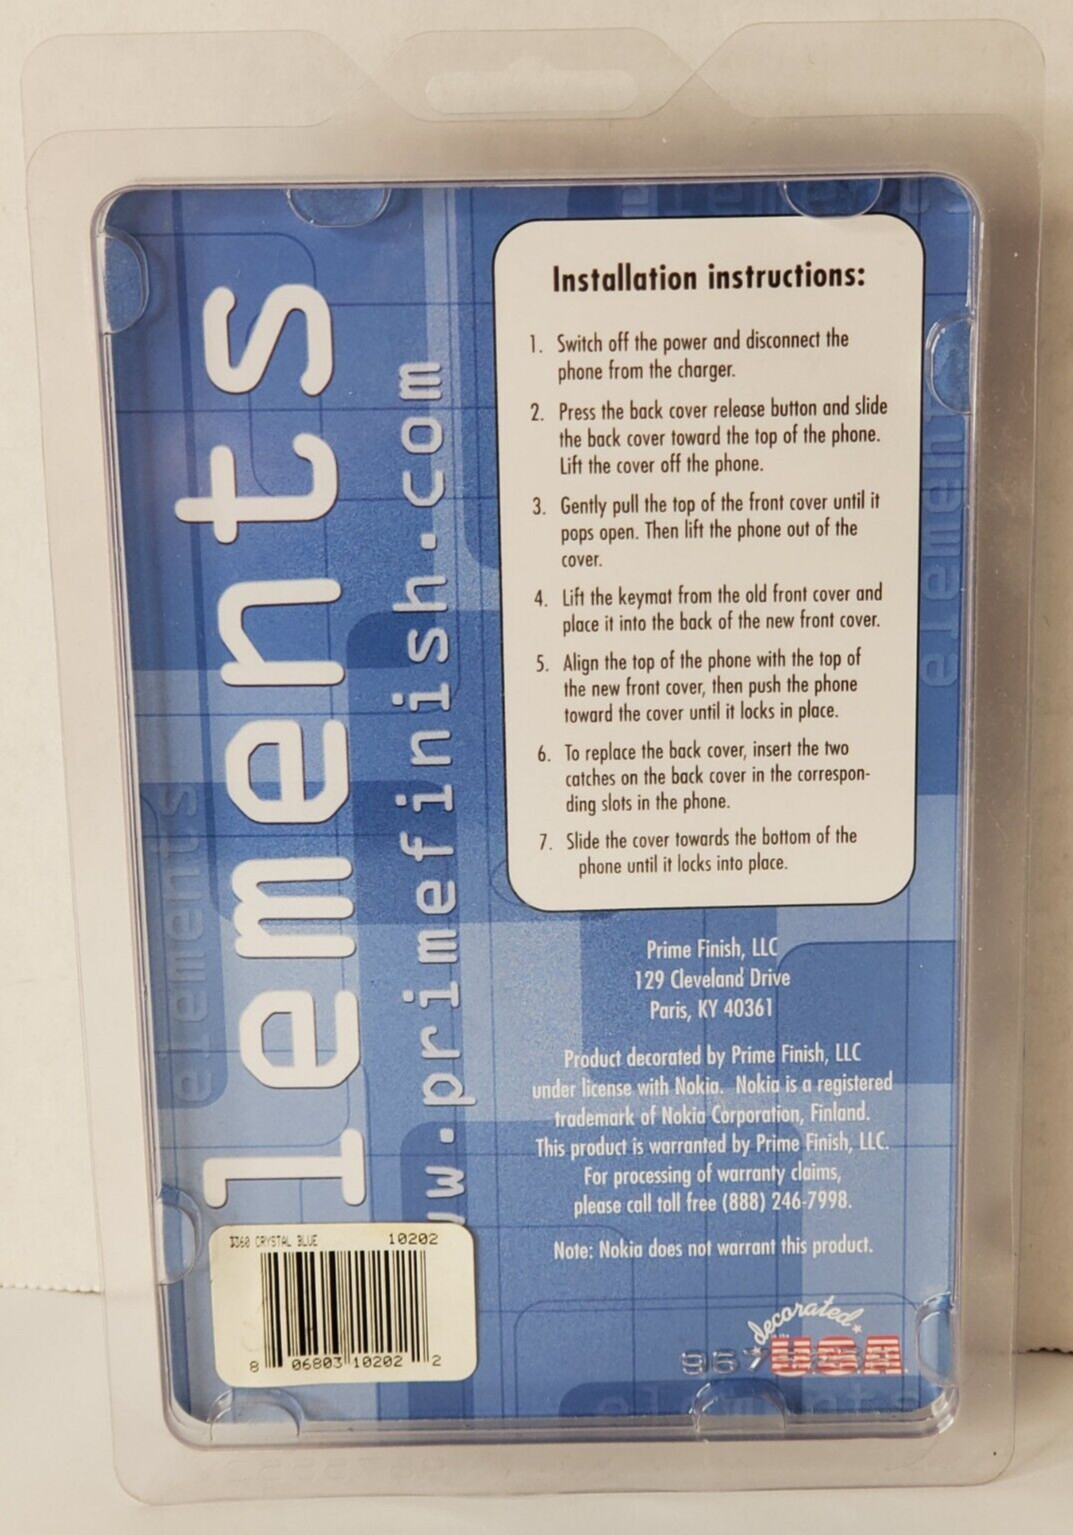 Installation instructions:
1. Switch off the power and disconnect the
phone from the charger.
2. Press the back cover release button and slide
the back cover toward the top of the phone.
Lift the cover off the phone.
3. Gently pull the top of the front cover until it
pops open. Then lift the phone out of the
cover.
4. Lift the keymat from the old front cover and
place it into the back of the new front cover.
5. Align the top of the phone with the top of
the new front cover, then push the phone
toward the cover until it locks in place.
6. To replace the back cover, insert the two
catches on the back cover in the correspon-
ding slots in the phone.
7. Slide the cover towards the bottom of the
phone until it locks into place.
lements
w.primefinish.com
elements
elements
Prime Finish, LLC
129 Cleveland Drive
Paris, KY 40361
Product decorated by Prime Finish, LLC
under license with Nokia. Nokia is a registered
trademark of Nokia Corporation, Finland.
This product is warranted by Prime Finish, LLC.
For processing of warranty claims,
please call toll free (888) 246-7998.
Note: Nokia does not warrant this product.
3360 CRYSTAL BLUE 10202
8 06803 10202 2
decorated
USA